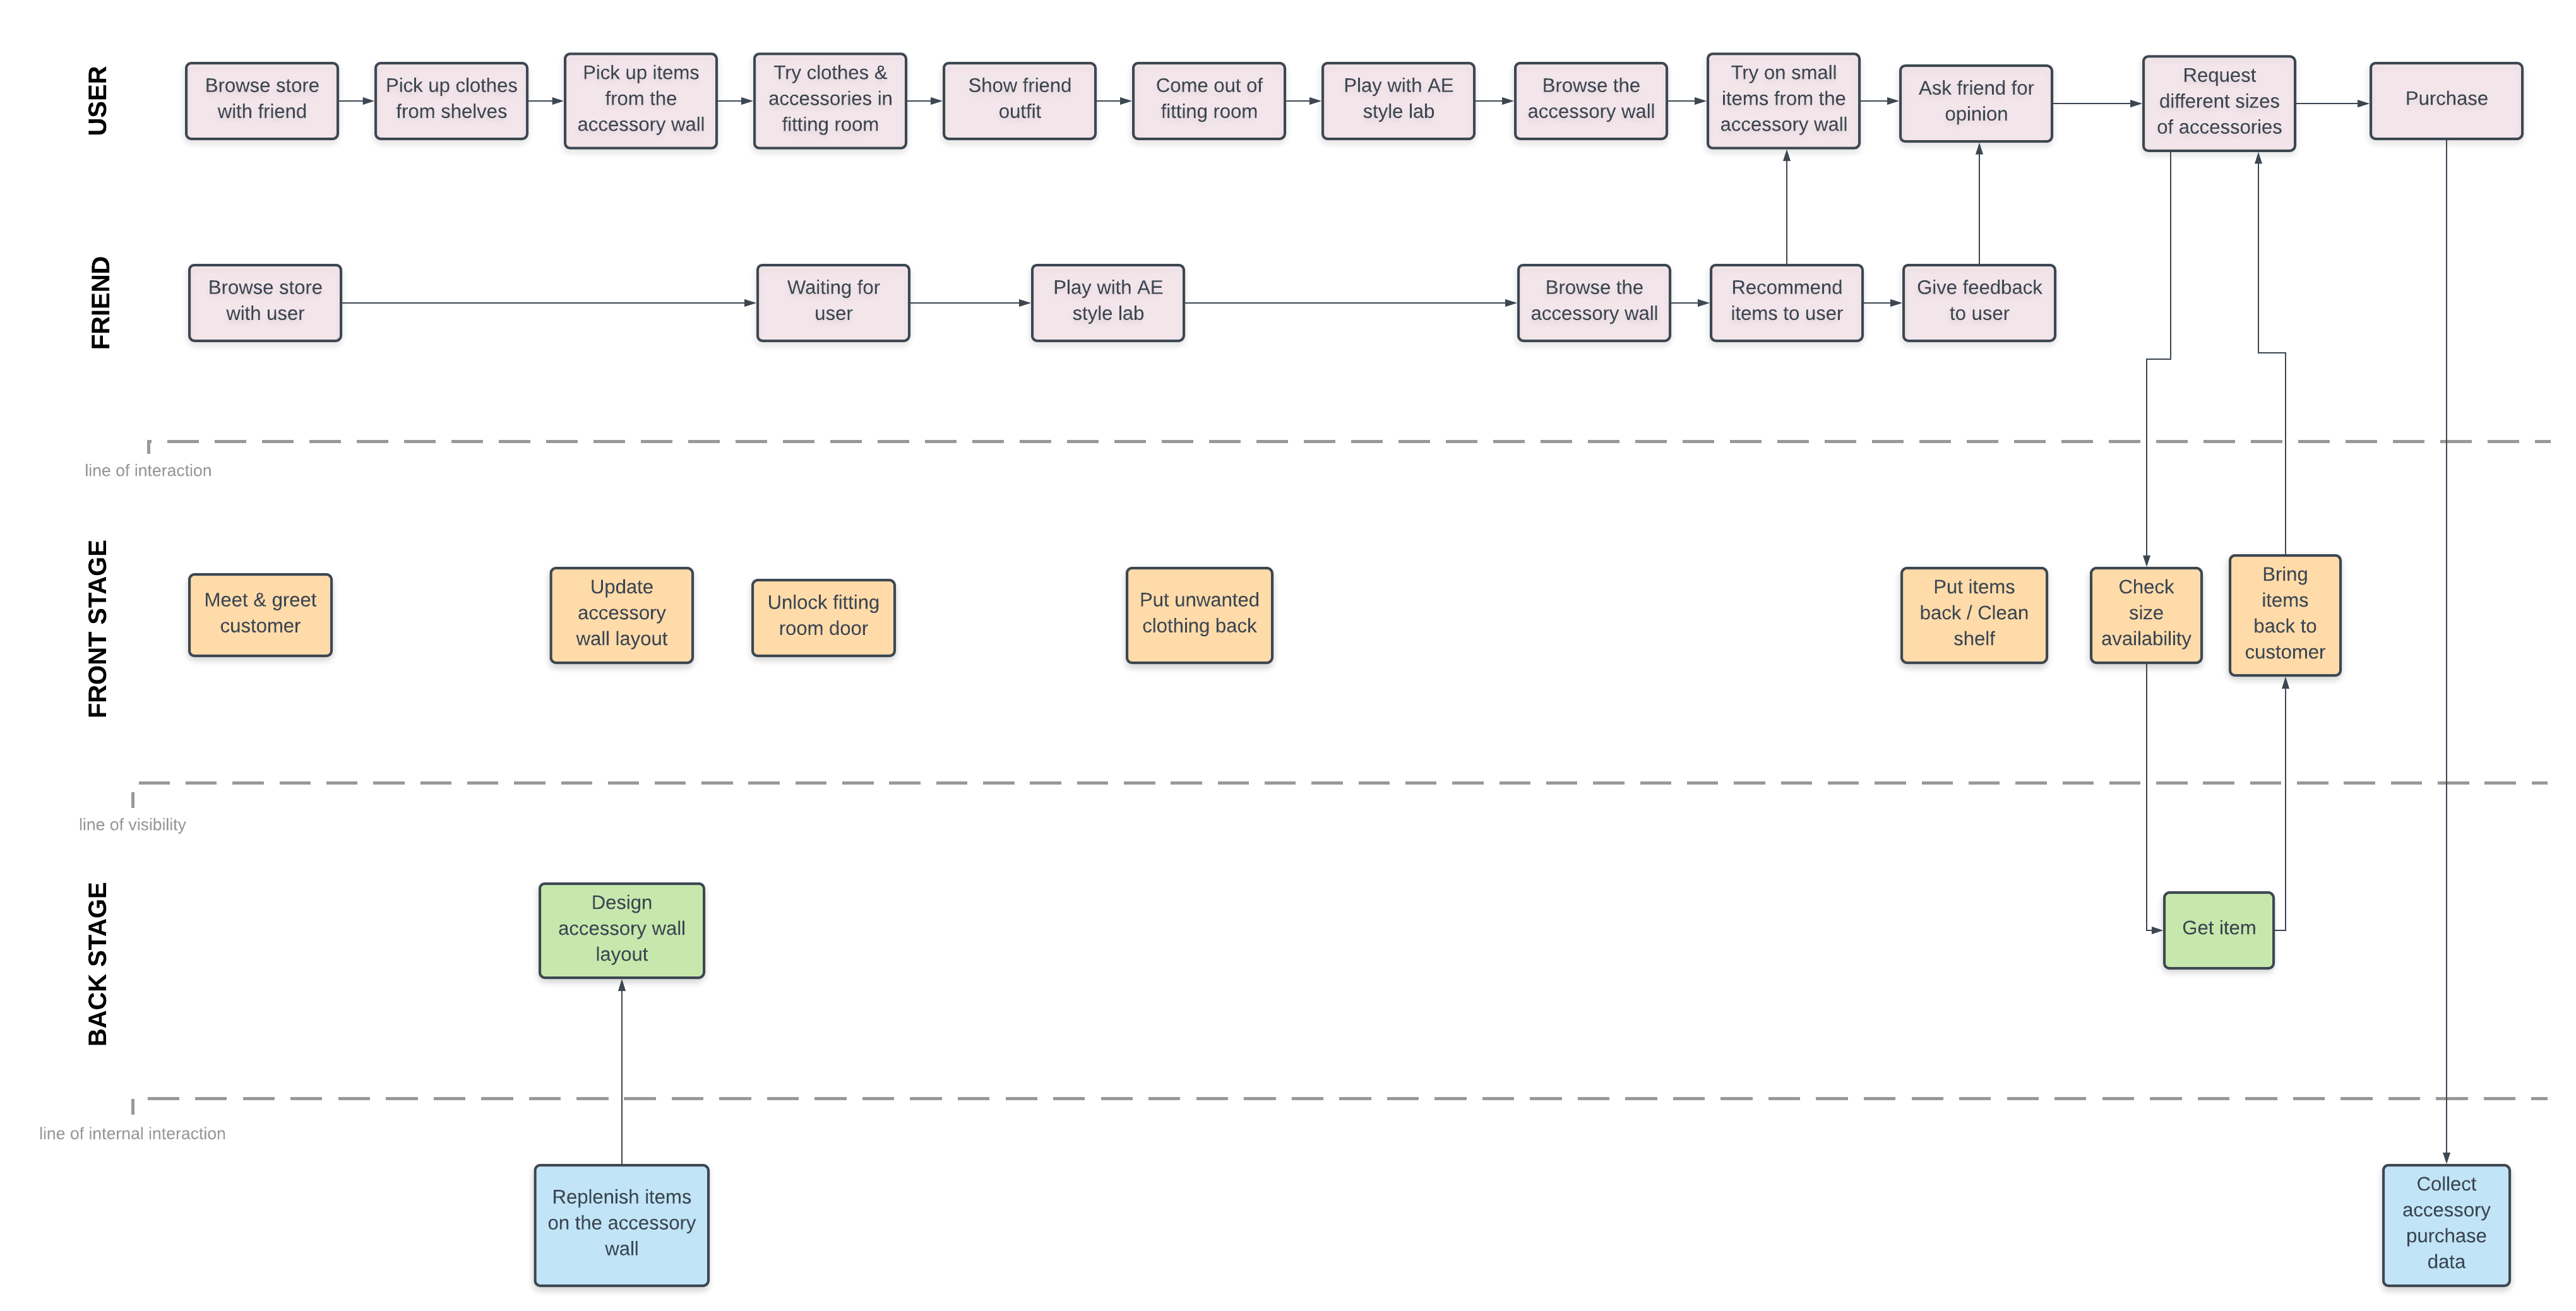 USER
Browse store
with friend
Pick up clothes
from shelves
Pick up items
from the
accessory wall
Try clothes &
accessories in
fitting room
Show friend
outfit
Come out of
fitting room
Play with AE
style lab
Browse the
accessory wall
Try on small
items from the
accessory wall
Ask friend for
opinion
Request
different sizes
of accessories
Purchase
FRIEND
Browse store
with user
Waiting for
user
Play with AE
style lab
Browse the
accessory wall
Recommend
items to user
Give feedback
to user
line of interaction
FRONT STAGE
Meet & greet
customer
Update
accessory
wall layout
Unlock fitting
room door
Put unwanted
clothing back
Put items
back / Clean
shelf
Check
size
availability
Bring
items
back to
customer
line of visibility
BACK STAGE
Design
accessory wall
layout
Get item
line of internal interaction
Replenish items
on the accessory
wall
Collect
accessory
purchase
data